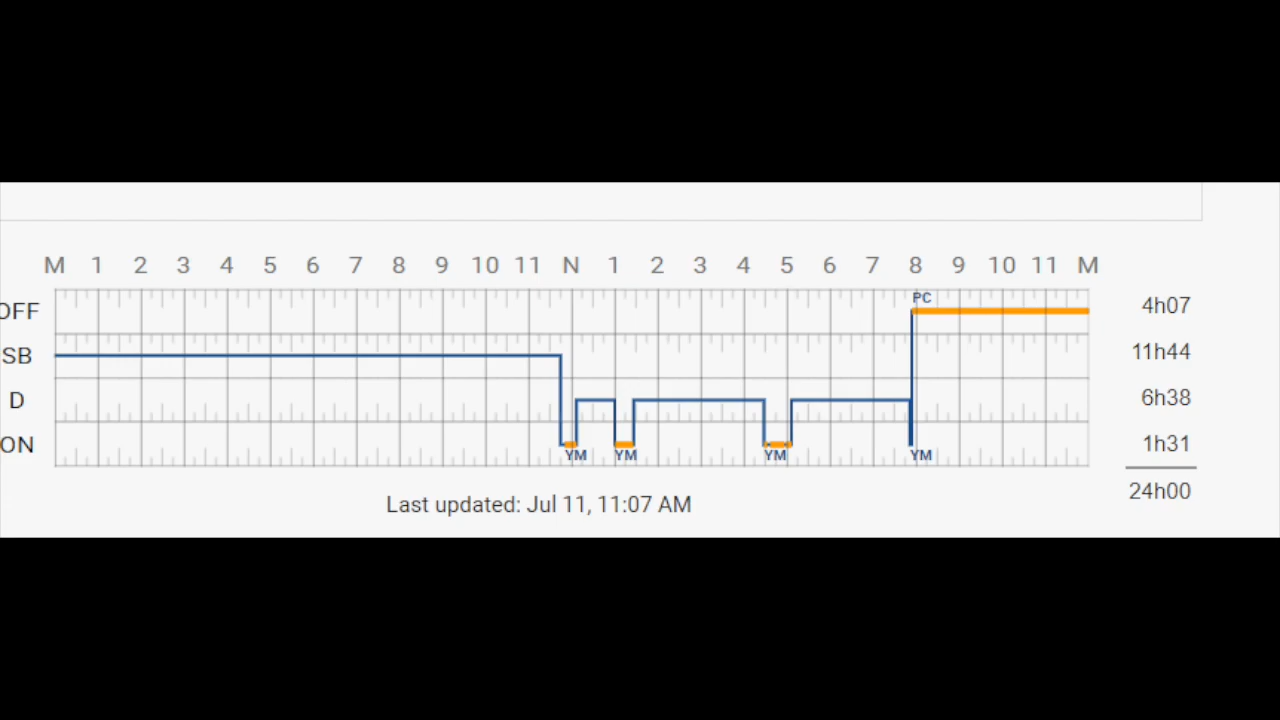 M 1 2 3 4 5 6 7 8 9 10 11 N 1 2 3 4 5 6 7 8 9 10 11 M
PC
OFF 4h07
SB 11h44
D 6h38
ON 1h31
YM YM YM YM
24h00
Last updated: Jul 11, 11:07 AM